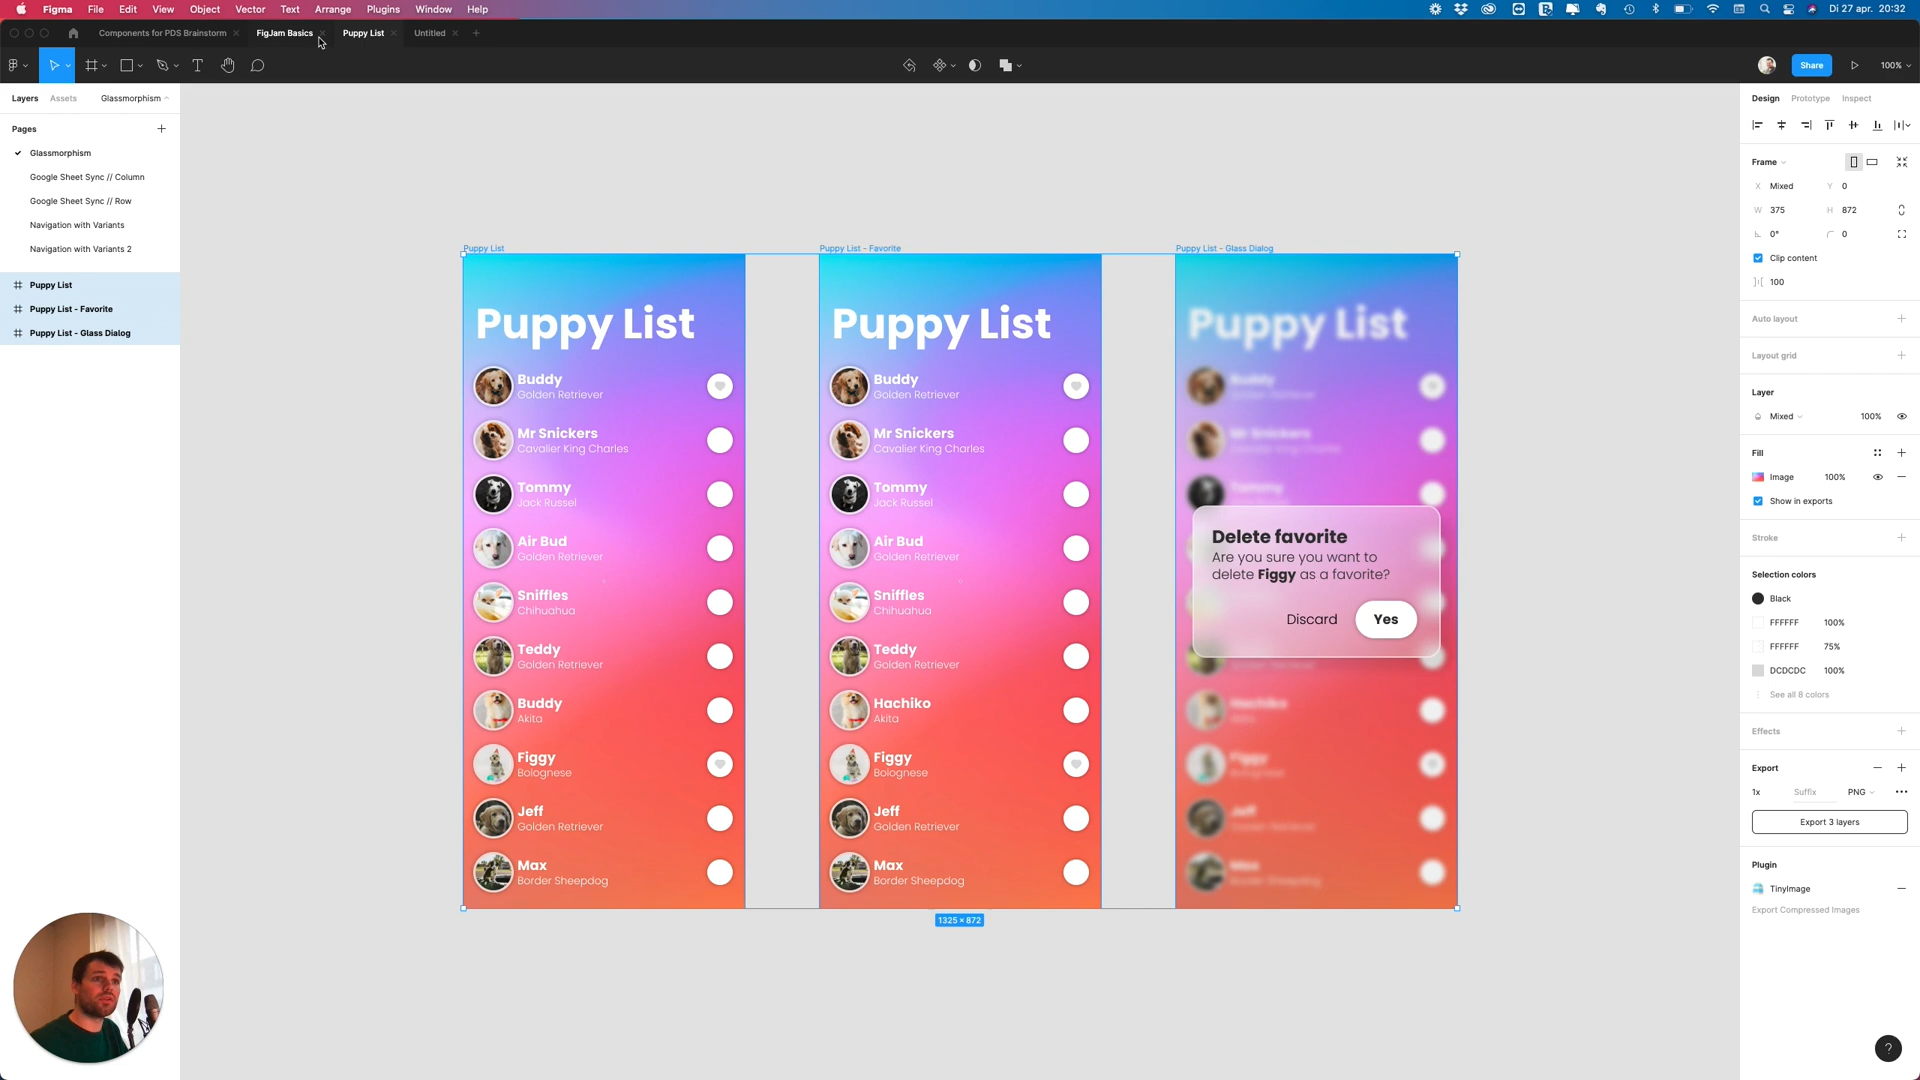 Figma File Edit View Object Vector Text Arrange Plugins Window Help Di 27 apr. 20:32
Components for PDS Brainstorm FigJam Basics Puppy List Untitled
Share 100%
Layers Assets Glassmorphism
Pages
Glassmorphism
Google Sheet Sync // Column
Google Sheet Sync // Row
Navigation with Variants
Navigation with Variants 2
Puppy List
Puppy List - Favorite
Puppy List - Glass Dialog
Puppy List
Puppy List
Buddy
Golden Retriever
Mr Snickers
Cavalier King Charles
Tommy
Jack Russel
Air Bud
Golden Retriever
Sniffles
Chihuahua
Teddy
Golden Retriever
Buddy
Akita
Figgy
Bolognese
Jeff
Golden Retriever
Max
Border Sheepdog
Puppy List - Favorite
Puppy List
Buddy
Golden Retriever
Mr Snickers
Cavalier King Charles
Tommy
Jack Russel
Air Bud
Golden Retriever
Sniffles
Chihuahua
Teddy
Golden Retriever
Hachiko
Akita
Figgy
Bolognese
Jeff
Golden Retriever
Max
Border Sheepdog
Puppy List - Glass Dialog
Puppy List
Delete favorite
Are you sure you want to
delete Figgy as a favorite?
Discard Yes
1325 × 872
Design Prototype Inspect
Frame
X Mixed Y 0
W 375 H 872
0° 0
Clip content
100
Auto layout
Layout grid
Layer
Mixed 100%
Fill
Image 100%
Show in exports
Stroke
Selection colors
Black
FFFFFF 100%
FFFFFF 75%
DCDCDC 100%
See all 8 colors
Effects
Export
1x Suffix PNG
Export 3 layers
Plugin
TinyImage
Export Compressed Images
?